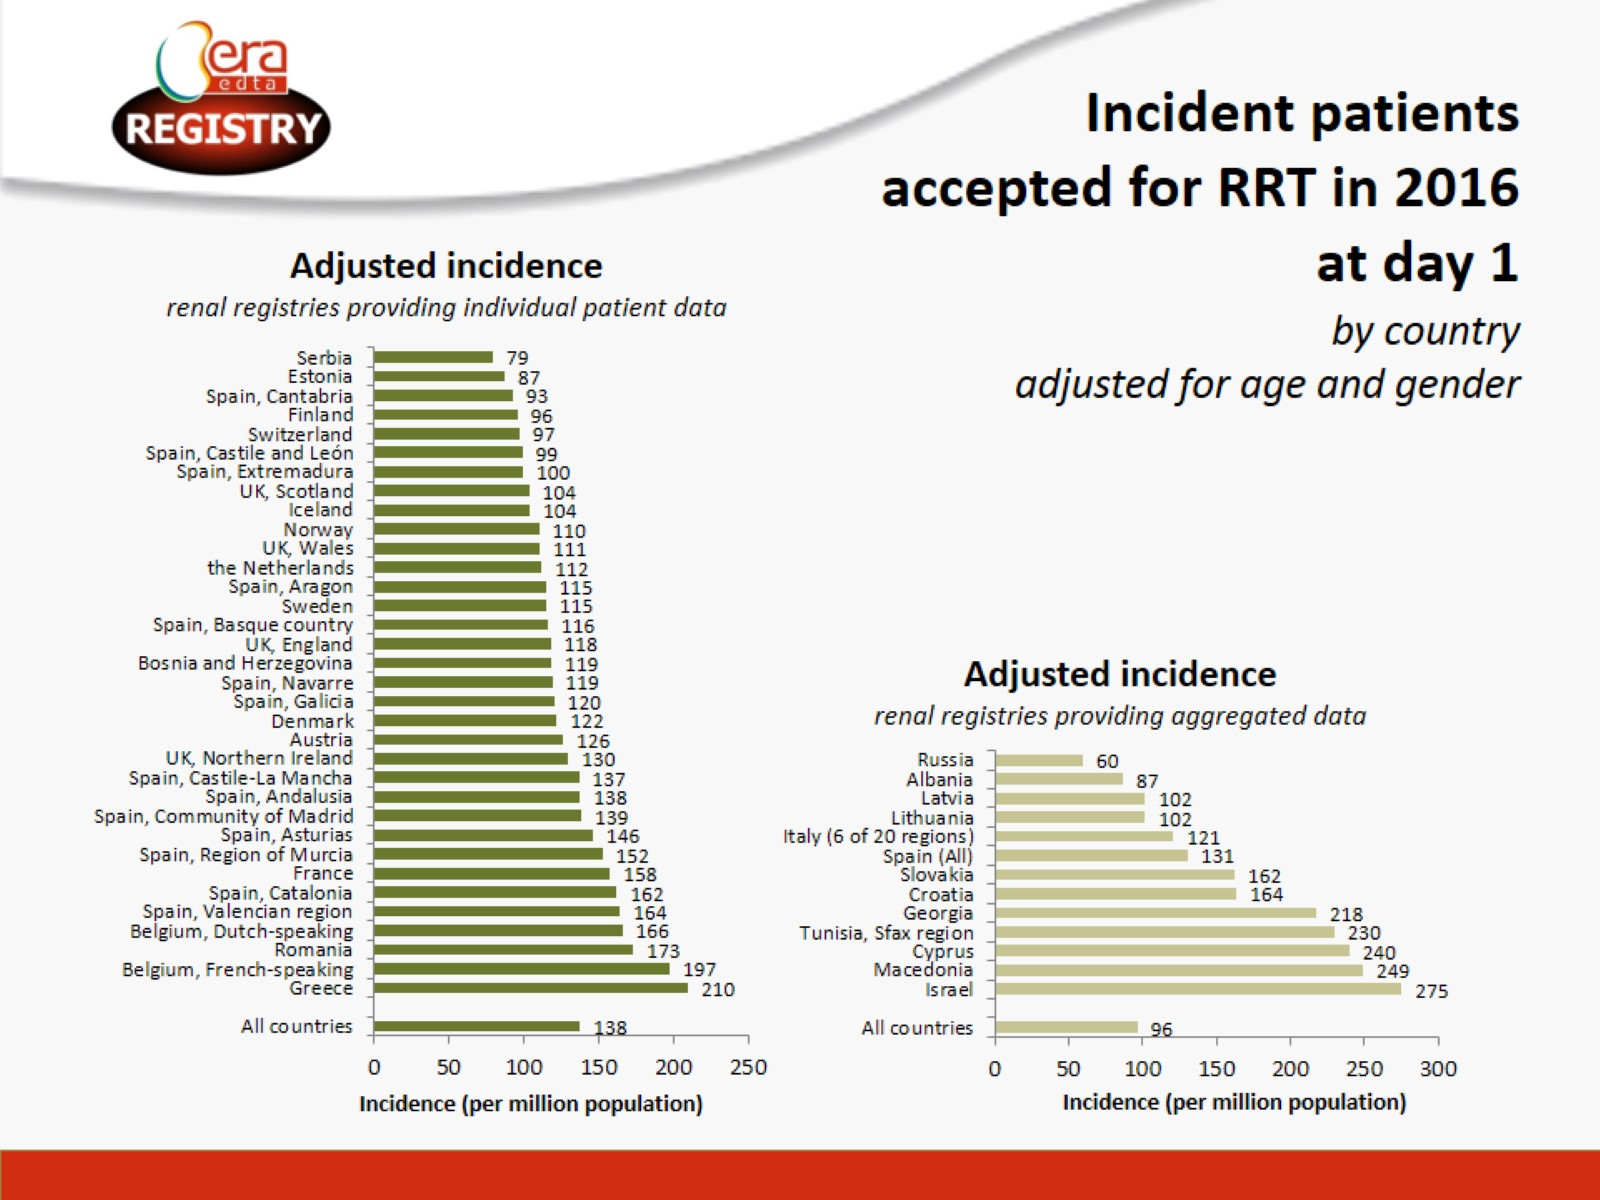 era
edta
REGISTRY
Incident patients
accepted for RRT in 2016
at day 1
by country
adjusted for age and gender
Adjusted incidence
renal registries providing individual patient data
Serbia 79
Estonia 87
Spain, Cantabria 93
Finland 96
Switzerland 97
Spain, Castile and León 99
Spain, Extremadura 100
UK, Scotland 104
Iceland 104
Norway 110
UK, Wales 111
the Netherlands 112
Spain, Aragon 115
Sweden 115
Spain, Basque country 116
UK, England 118
Bosnia and Herzegovina 119
Spain, Navarre 119
Spain, Galicia 120
Denmark 122
Austria 126
UK, Northern Ireland 130
Spain, Castile-La Mancha 137
Spain, Andalusia 138
Spain, Community of Madrid 139
Spain, Asturias 146
Spain, Region of Murcia 152
France 158
Spain, Catalonia 162
Spain, Valencian region 164
Belgium, Dutch-speaking 166
Romania 173
Belgium, French-speaking 197
Greece 210
All countries 138
0 50 100 150 200 250
Incidence (per million population)
Adjusted incidence
renal registries providing aggregated data
Russia 60
Albania 87
Latvia 102
Lithuania 102
Italy (6 of 20 regions) 121
Spain (All) 131
Slovakia 162
Croatia 164
Georgia 218
Tunisia, Sfax region 230
Cyprus 240
Macedonia 249
Israel 275
All countries 96
0 50 100 150 200 250 300
Incidence (per million population)